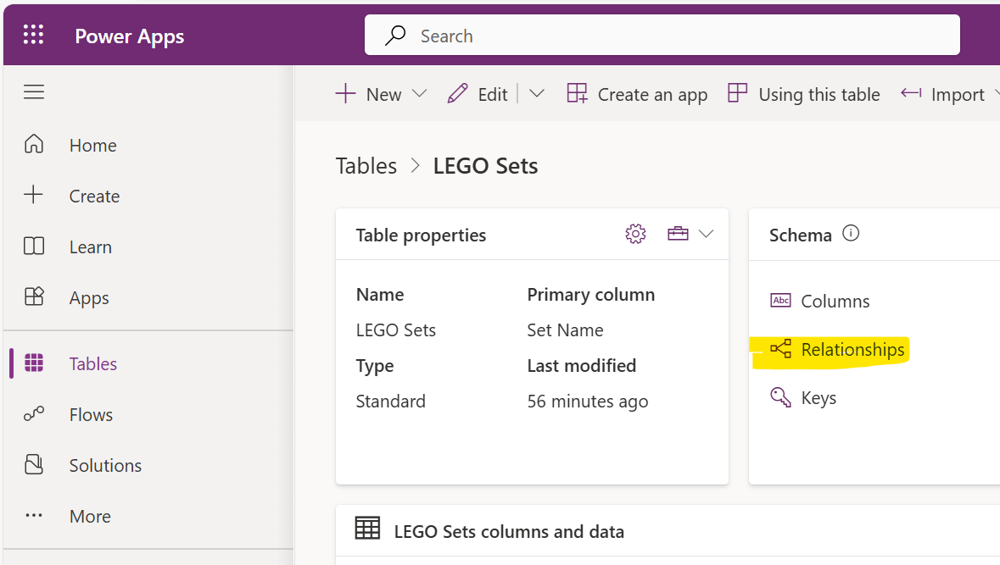 Power Apps
Search
New
Edit
Create an app
Using this table
Import
Home
Create
Learn
Apps
Tables
Flows
Solutions
More
Tables > LEGO Sets
Table properties
Name
Primary column
LEGO Sets
Set Name
Type
Last modified
Standard
56 minutes ago
Schema
Abc Columns
Relationships
Keys
LEGO Sets columns and data